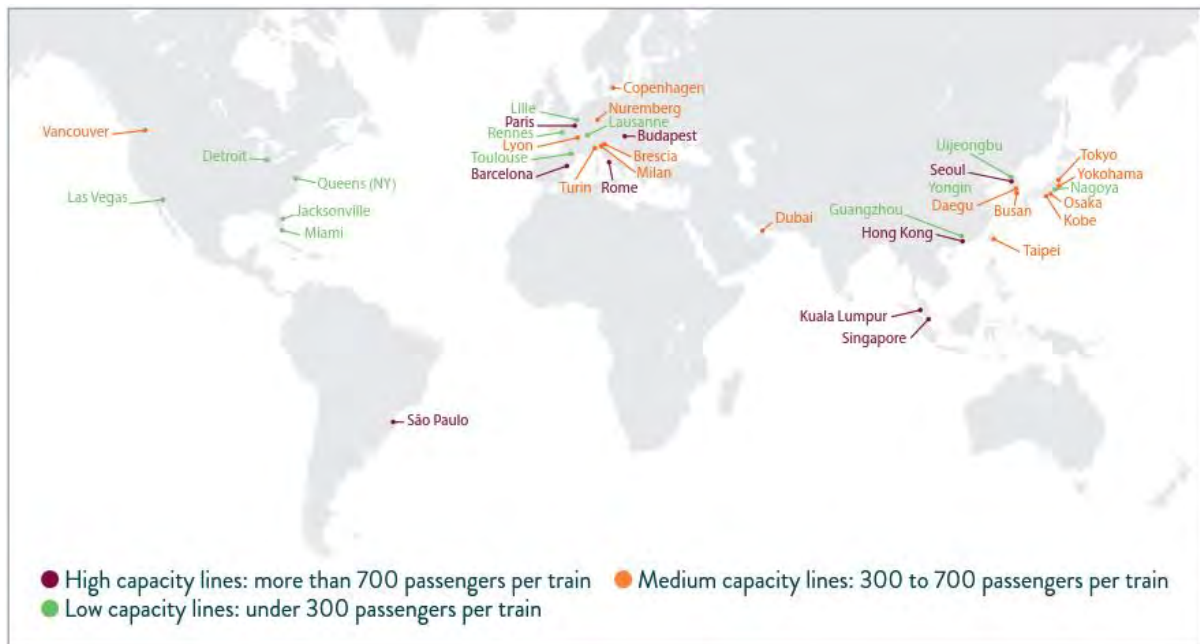 Copenhagen
Lille
Nuremberg
Paris
Lausanne
Vancouver
Rennes
Budapest
Lyon
Uijeongbu
Detroit
Toulouse
Brescia
Tokyo
Milan
Seoul
Yokohama
Barcelona
Queens (NY)
Turin
Rome
Yongin
Nagoya
Las Vegas
Daegu
Osaka
Jacksonville
Guangzhou
Busan
Dubai
Kobe
Miami
Hong Kong
Taipei
Kuala Lumpur
Singapore
São Paulo
High capacity lines: more than 700 passengers per train
Medium capacity lines: 300 to 700 passengers per train
Low capacity lines: under 300 passengers per train